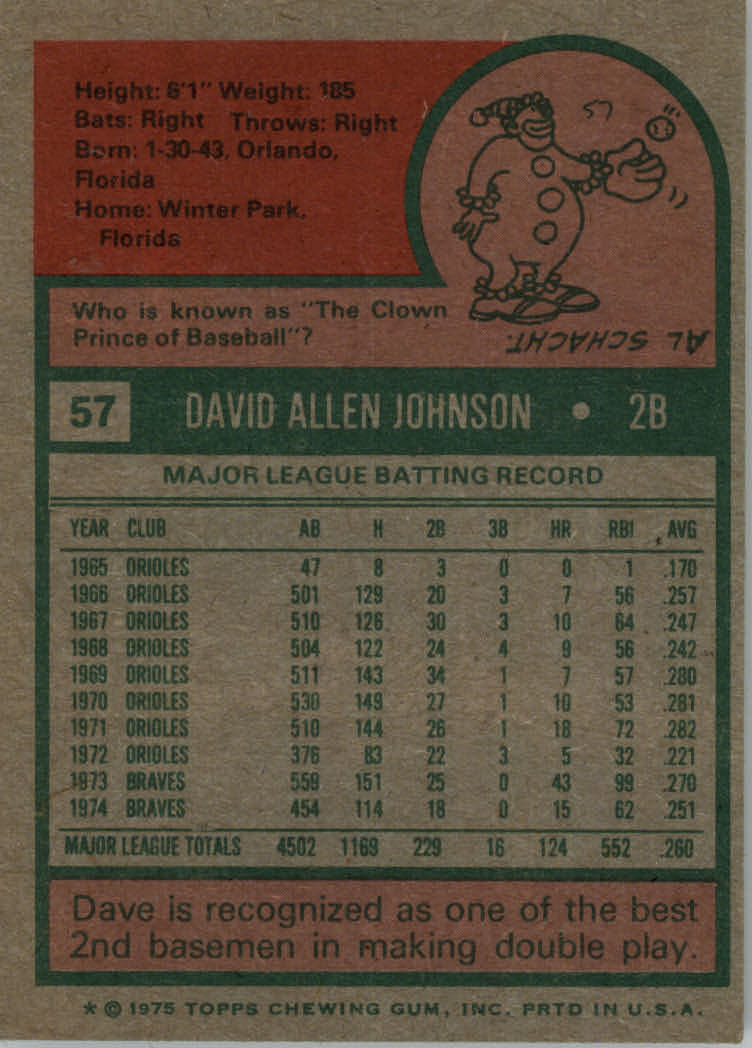 Height: 6'1" Weight: 185
Bats: Right Throws: Right
Born: 1-30-43, Orlando,
Florida
Home: Winter Park,
Florida
57
Who is known as "The Clown
Prince of Baseball"?
AL SCHACHT.
57 DAVID ALLEN JOHNSON • 2B
MAJOR LEAGUE BATTING RECORD
YEAR CLUB AB H 2B 3B HR RBI AVG
1965 ORIOLES 47 8 3 0 0 1 .170
1966 ORIOLES 501 129 20 3 7 56 .257
1967 ORIOLES 510 126 30 3 10 64 .247
1968 ORIOLES 504 122 24 4 9 56 .242
1969 ORIOLES 511 143 34 1 7 57 .280
1970 ORIOLES 530 149 27 1 10 53 .281
1971 ORIOLES 510 144 26 1 18 72 .282
1972 ORIOLES 376 83 22 3 5 32 .221
1973 BRAVES 559 151 25 0 43 99 .270
1974 BRAVES 454 114 18 0 15 62 .251
MAJOR LEAGUE TOTALS 4502 1169 229 16 124 552 .260
Dave is recognized as one of the best
2nd basemen in making double play.
* © 1975 TOPPS CHEWING GUM, INC. PRTD IN U.S.A.